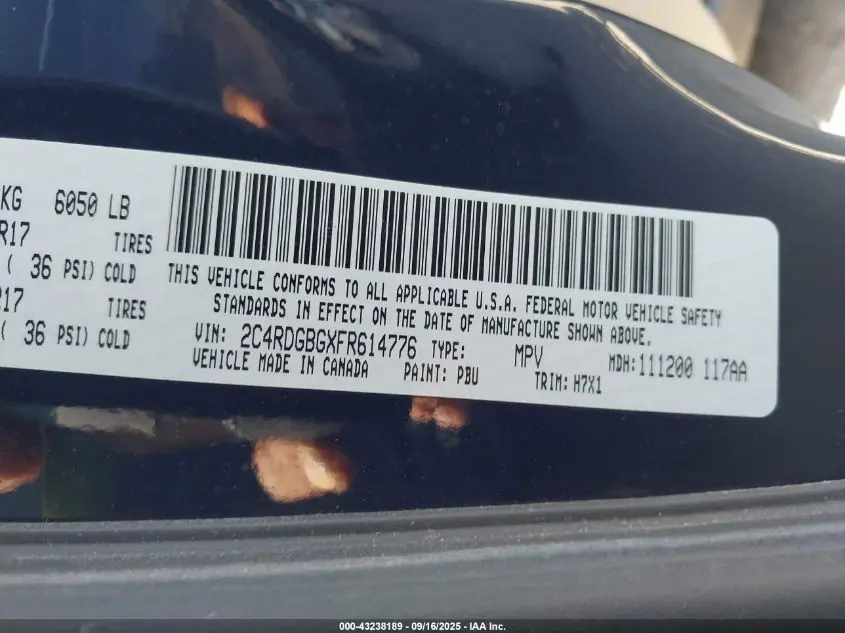 KG 6050 LB
R17 TIRES
( 36 PSI) COLD
R17 TIRES
( 36 PSI) COLD
THIS VEHICLE CONFORMS TO ALL APPLICABLE U.S.A. FEDERAL MOTOR VEHICLE SAFETY
STANDARDS IN EFFECT ON THE DATE OF MANUFACTURE SHOWN ABOVE.
VIN: 2C4RDGBGXFR614776 TYPE: MPV MDH:111200 117AA
VEHICLE MADE IN CANADA PAINT: PBU TRIM: H7X1
000-43238189 - 09/16/2025 - IAA Inc.